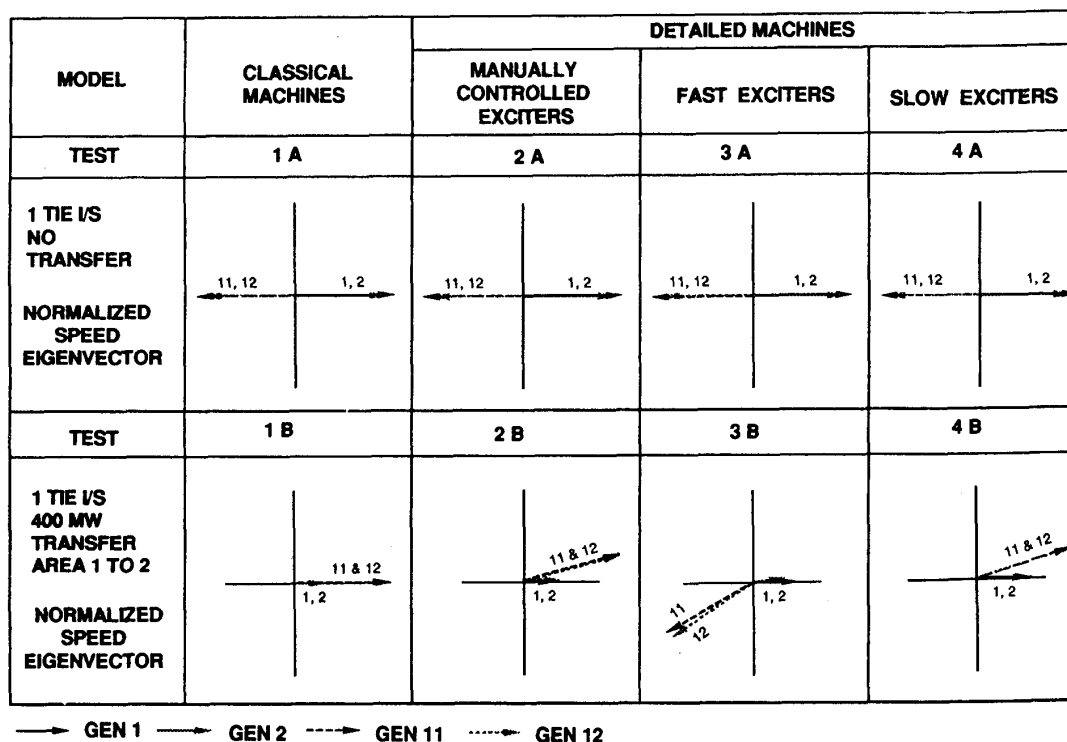 DETAILED MACHINES
MODEL
CLASSICAL
MACHINES
MANUALLY
CONTROLLED
EXCITERS
FAST EXCITERS
SLOW EXCITERS
TEST
1 A
2 A
3 A
4 A
1 TIE I/S
NO
TRANSFER
NORMALIZED
SPEED
EIGENVECTOR
11, 12
1, 2
11, 12
1, 2
11, 12
1, 2
11, 12
1, 2
TEST
1 B
2 B
3 B
4 B
1 TIE I/S
400 MW
TRANSFER
AREA 1 TO 2
NORMALIZED
SPEED
EIGENVECTOR
11 & 12
1, 2
11 & 12
1, 2
11
12
1, 2
11 & 12
1, 2
GEN 1
GEN 2
GEN 11
GEN 12